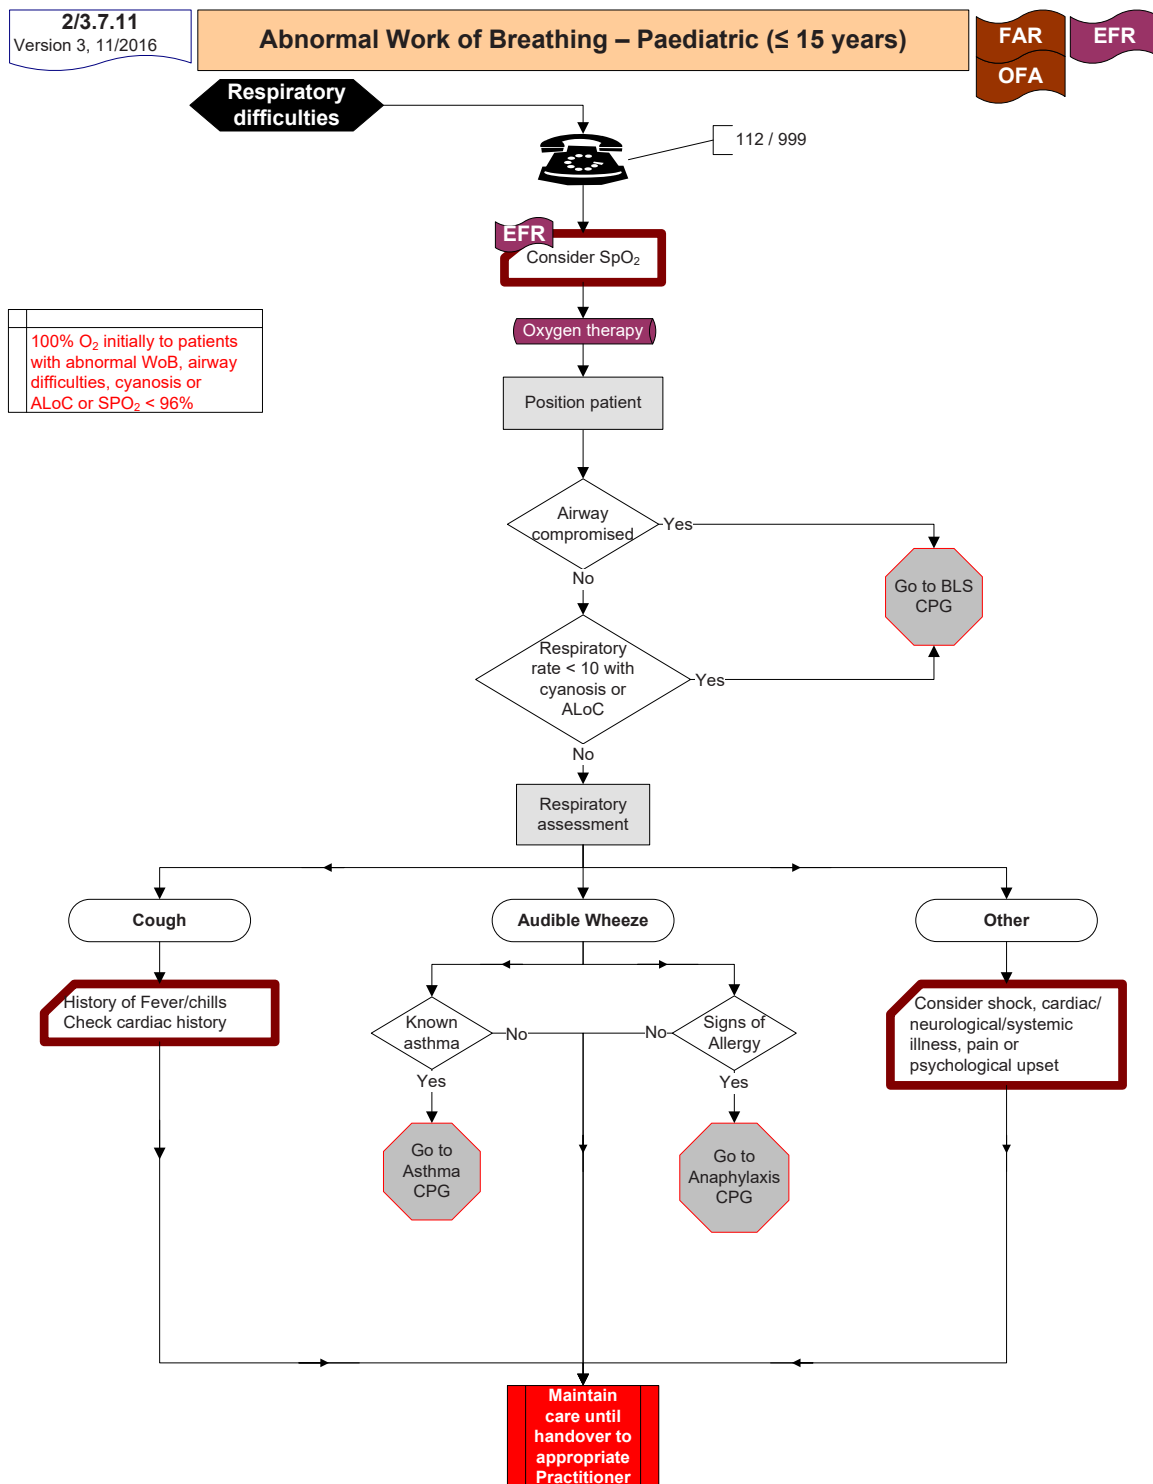 2/3.7.11
Version 3, 11/2016
Abnormal Work of Breathing – Paediatric (≤ 15 years)
FAR
EFR
OFA
Respiratory
difficulties
112 / 999
EFR
Consider SpO₂
Oxygen therapy
100% O₂ initially to patients
with abnormal WoB, airway
difficulties, cyanosis or
ALoC or SPO₂ < 96%
Position patient
Airway
compromised
Yes
No
Go to BLS
CPG
Respiratory
rate < 10 with
cyanosis or
ALoC
Yes
No
Respiratory
assessment
Cough
Audible Wheeze
Other
History of Fever/chills
Check cardiac history
Known
asthma
No
No
Signs of
Allergy
Consider shock, cardiac/
neurological/systemic
illness, pain or
psychological upset
Yes
Yes
Go to
Asthma
CPG
Go to
Anaphylaxis
CPG
Maintain
care until
handover to
appropriate
Practitioner